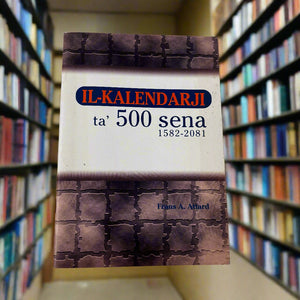 IL-KALENDARJI
ta' 500 sena
1582-2081
Frans A. Attard